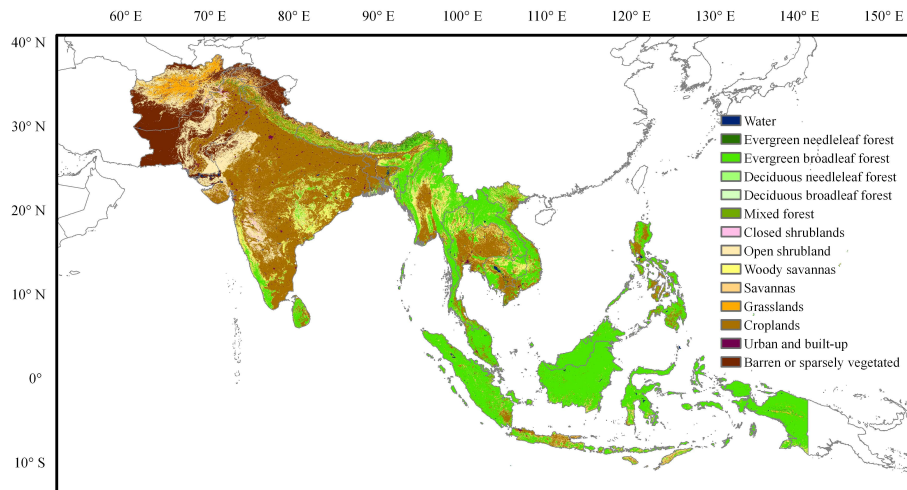 60° E 70° E 80° E 90° E 100° E 110° E 120° E 130° E 140° E 150° E
40° N
30° N
20° N
10° N
0°
10° S
Water
Evergreen needleleaf forest
Evergreen broadleaf forest
Deciduous needleleaf forest
Deciduous broadleaf forest
Mixed forest
Closed shrublands
Open shrubland
Woody savannas
Savannas
Grasslands
Croplands
Urban and built-up
Barren or sparsely vegetated